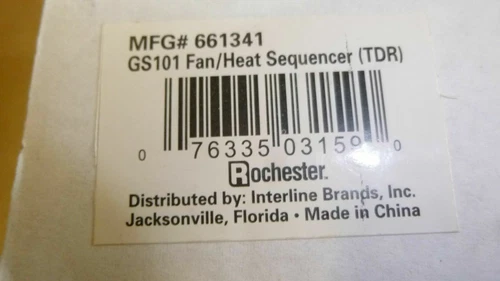 MFG# 661341
GS101 Fan/Heat Sequencer (TDR)
0 76335 03159 0
Rochester.
Distributed by: Interline Brands, Inc.
Jacksonville, Florida • Made in China